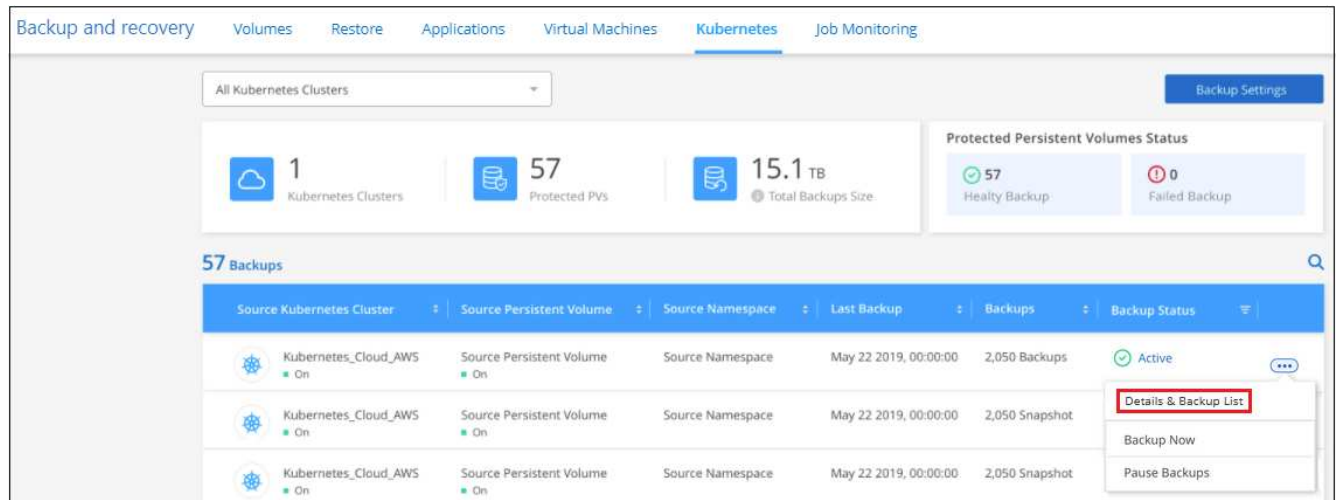 Backup and recovery Volumes Restore Applications Virtual Machines Kubernetes Job Monitoring
All Kubernetes Clusters Backup Settings
Protected Persistent Volumes Status
1 57 15.1 TB 57 0
Kubernetes Clusters Protected PVs Total Backups Size Healty Backup Failed Backup
57 Backups
Source Kubernetes Cluster Source Persistent Volume Source Namespace Last Backup Backups Backup Status
Kubernetes_Cloud_AWS Source Persistent Volume Source Namespace May 22 2019, 00:00:00 2,050 Backups Active
On On
Details & Backup List
Kubernetes_Cloud_AWS Source Persistent Volume Source Namespace May 22 2019, 00:00:00 2,050 Snapshot
On On
Backup Now
Kubernetes_Cloud_AWS Source Persistent Volume Source Namespace May 22 2019, 00:00:00 2,050 Snapshot Pause Backups
On On